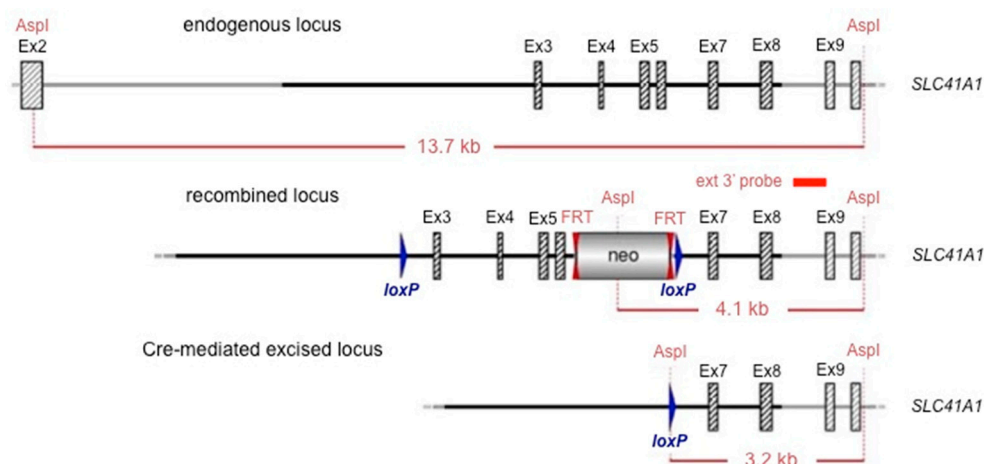 AspI endogenous locus AspI
Ex2 Ex3 Ex4 Ex5 Ex7 Ex8 Ex9
SLC41A1
13.7 kb
recombined locus ext 3' probe AspI AspI
Ex3 Ex4 Ex5 FRT FRT Ex7 Ex8 Ex9
neo SLC41A1
loxP loxP
4.1 kb
Cre-mediated excised locus AspI AspI
Ex7 Ex8 Ex9
SLC41A1
loxP
3.2 kb